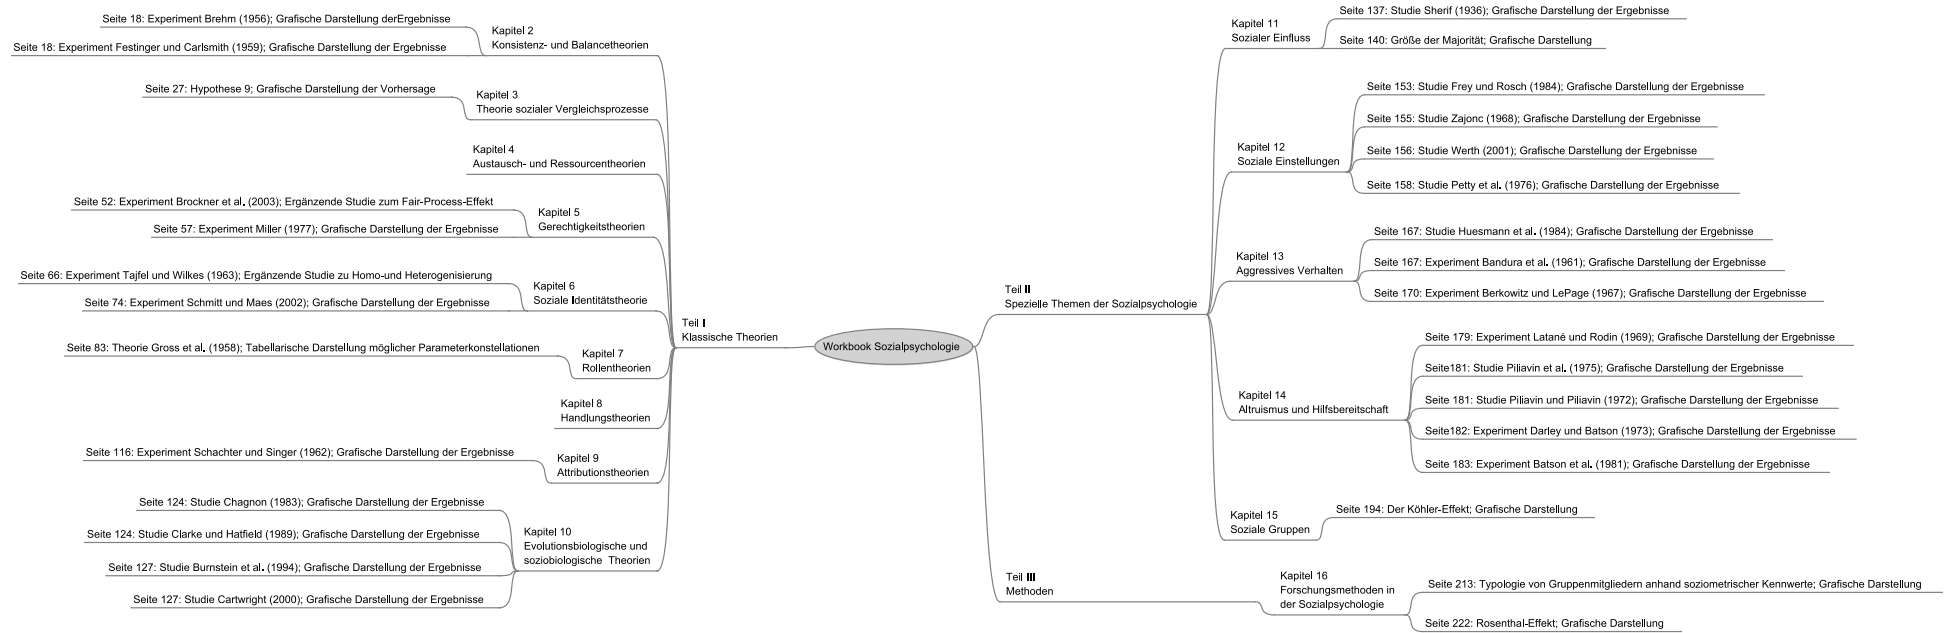 Workbook Sozialpsychologie
Teil I
Klassische Theorien
Kapitel 2
Konsistenz- und Balancetheorien
Seite 18: Experiment Brehm (1956); Grafische Darstellung derErgebnisse
Seite 18: Experiment Festinger und Carlsmith (1959); Grafische Darstellung der Ergebnisse
Kapitel 3
Theorie sozialer Vergleichsprozesse
Seite 27: Hypothese 9; Grafische Darstellung der Vorhersage
Kapitel 4
Austausch- und Ressourcentheorien
Kapitel 5
Gerechtigkeitstheorien
Seite 52: Experiment Brockner et al. (2003); Ergänzende Studie zum Fair-Process-Effekt
Seite 57: Experiment Miller (1977); Grafische Darstellung der Ergebnisse
Kapitel 6
Soziale Identitätstheorie
Seite 66: Experiment Tajfel und Wilkes (1963); Ergänzende Studie zu Homo-und Heterogenisierung
Seite 74: Experiment Schmitt und Maes (2002); Grafische Darstellung der Ergebnisse
Kapitel 7
Rollentheorien
Seite 83: Theorie Gross et al. (1958); Tabellarische Darstellung möglicher Parameterkonstellationen
Kapitel 8
Handlungstheorien
Kapitel 9
Attributionstheorien
Seite 116: Experiment Schachter und Singer (1962); Grafische Darstellung der Ergebnisse
Kapitel 10
Evolutionsbiologische und
soziobiologische Theorien
Seite 124: Studie Chagnon (1983); Grafische Darstellung der Ergebnisse
Seite 124: Studie Clarke und Hatfield (1989); Grafische Darstellung der Ergebnisse
Seite 127: Studie Burnstein et al. (1994); Grafische Darstellung der Ergebnisse
Seite 127: Studie Cartwright (2000); Grafische Darstellung der Ergebnisse
Teil II
Spezielle Themen der Sozialpsychologie
Kapitel 11
Sozialer Einfluss
Seite 137: Studie Sherif (1936); Grafische Darstellung der Ergebnisse
Seite 140: Größe der Majorität; Grafische Darstellung
Kapitel 12
Soziale Einstellungen
Seite 153: Studie Frey und Rosch (1984); Grafische Darstellung der Ergebnisse
Seite 155: Studie Zajonc (1968); Grafische Darstellung der Ergebnisse
Seite 156: Studie Werth (2001); Grafische Darstellung der Ergebnisse
Seite 158: Studie Petty et al. (1976); Grafische Darstellung der Ergebnisse
Kapitel 13
Aggressives Verhalten
Seite 167: Studie Huesmann et al. (1984); Grafische Darstellung der Ergebnisse
Seite 167: Experiment Bandura et al. (1961); Grafische Darstellung der Ergebnisse
Seite 170: Experiment Berkowitz und LePage (1967); Grafische Darstellung der Ergebnisse
Kapitel 14
Altruismus und Hilfsbereitschaft
Seite 179: Experiment Latané und Rodin (1969); Grafische Darstellung der Ergebnisse
Seite181: Studie Piliavin et al. (1975); Grafische Darstellung der Ergebnisse
Seite 181: Studie Piliavin und Piliavin (1972); Grafische Darstellung der Ergebnisse
Seite182: Experiment Darley und Batson (1973); Grafische Darstellung der Ergebnisse
Seite 183: Experiment Batson et al. (1981); Grafische Darstellung der Ergebnisse
Kapitel 15
Soziale Gruppen
Seite 194: Der Köhler-Effekt; Grafische Darstellung
Teil III
Methoden
Kapitel 16
Forschungsmethoden in
der Sozialpsychologie
Seite 213: Typologie von Gruppenmitgliedern anhand soziometrischer Kennwerte; Grafische Darstellung
Seite 222: Rosenthal-Effekt; Grafische Darstellung